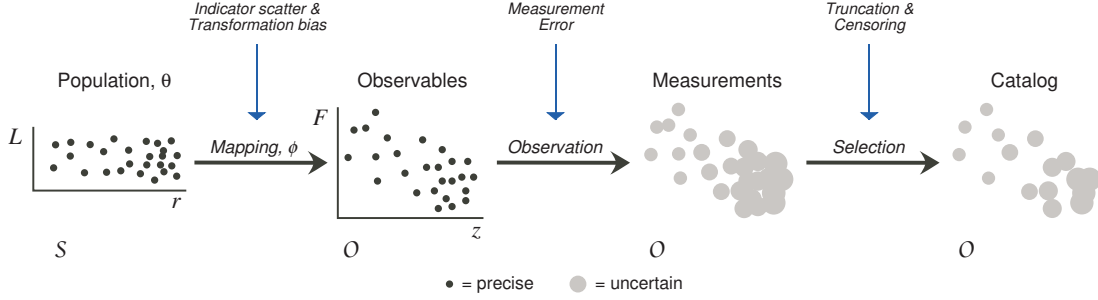 Indicator scatter &
Transformation bias
Measurement
Error
Truncation &
Censoring
Population, θ
Observables
Measurements
Catalog
L
r
Mapping, ϕ
F
z
Observation
Selection
S
O
O
O
= precise
= uncertain